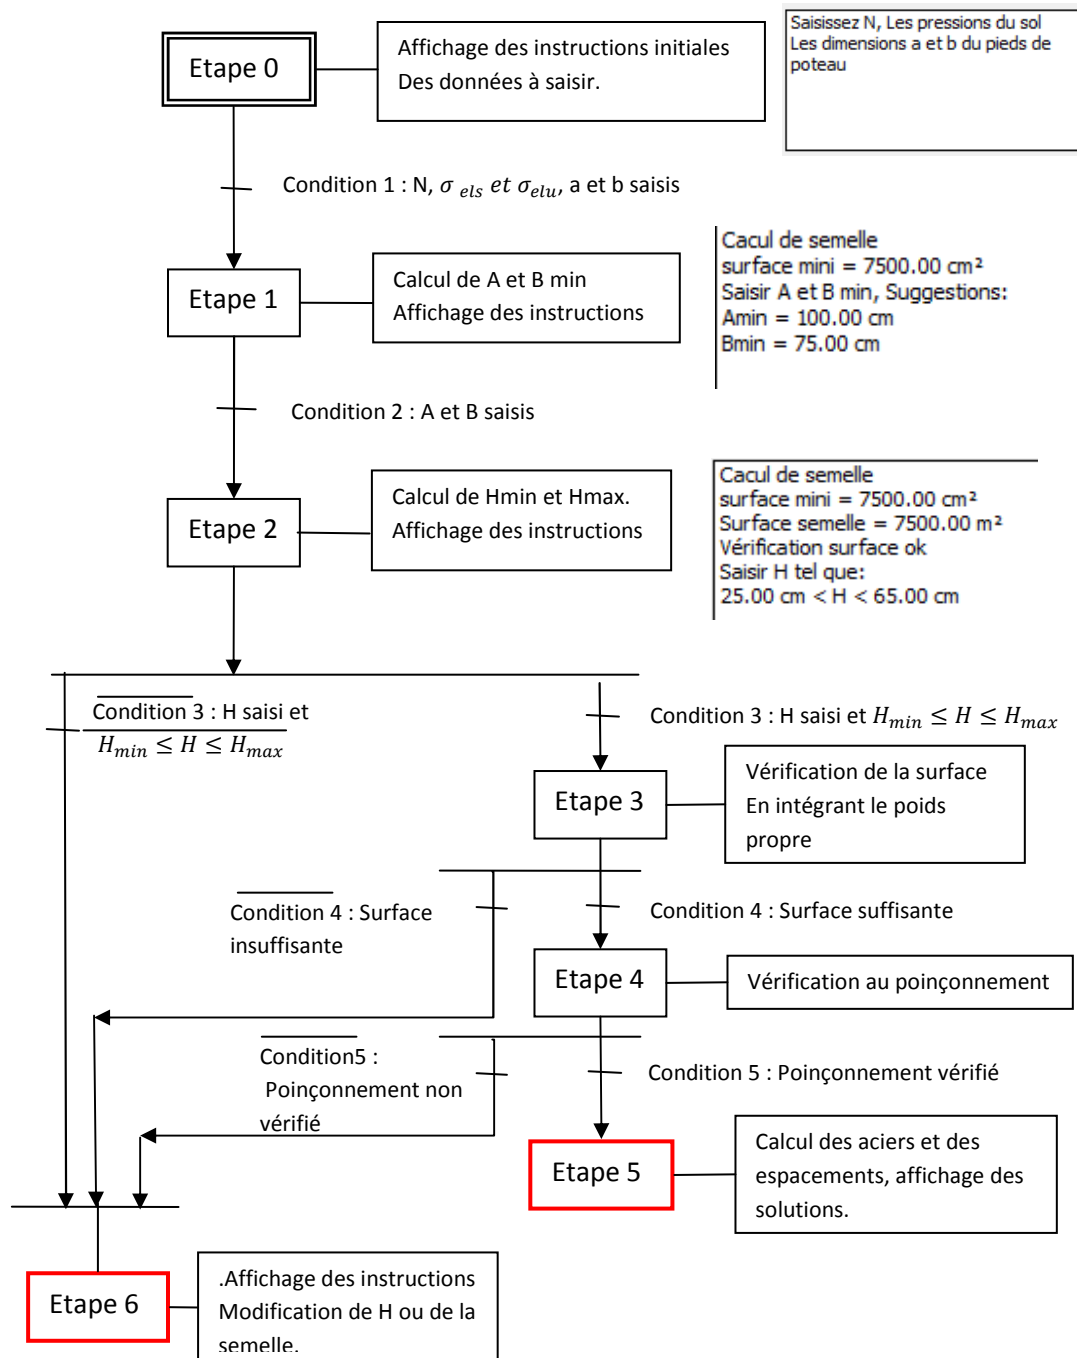 Etape 0
Affichage des instructions initiales
Des données à saisir.
Saisissez N, Les pressions du sol
Les dimensions a et b du pieds de
poteau
Condition 1 : N, σ els et σelu, a et b saisis
Etape 1
Calcul de A et B min
Affichage des instructions
Cacul de semelle
surface mini = 7500.00 cm²
Saisir A et B min, Suggestions:
Amin = 100.00 cm
Bmin = 75.00 cm
Condition 2 : A et B saisis
Etape 2
Calcul de Hmin et Hmax.
Affichage des instructions
Cacul de semelle
surface mini = 7500.00 cm²
Surface semelle = 7500.00 m²
Vérification surface ok
Saisir H tel que:
25.00 cm < H < 65.00 cm
Condition 3 : H saisi et
Hmin ≤ H ≤ Hmax
Condition 3 : H saisi et Hmin ≤ H ≤ Hmax
Etape 3
Vérification de la surface
En intégrant le poids
propre
Condition 4 : Surface
insuffisante
Condition 4 : Surface suffisante
Etape 4
Vérification au poinçonnement
Condition5 :
Poinçonnement non
vérifié
Condition 5 : Poinçonnement vérifié
Etape 5
Calcul des aciers et des
espacements, affichage des
solutions.
Etape 6
.Affichage des instructions
Modification de H ou de la
semelle.